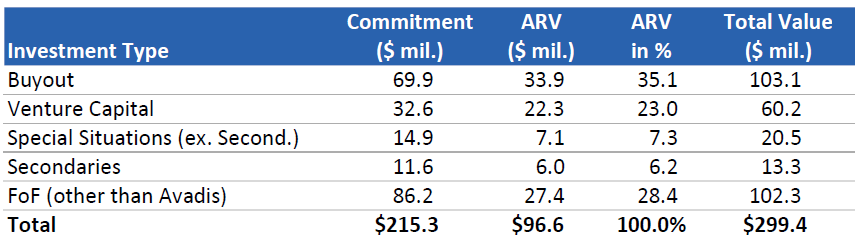 Commitment ARV ARV Total Value
Investment Type ($ mil.) ($ mil.) in % ($ mil.)
Buyout 69.9 33.9 35.1 103.1
Venture Capital 32.6 22.3 23.0 60.2
Special Situations (ex. Second.) 14.9 7.1 7.3 20.5
Secondaries 11.6 6.0 6.2 13.3
FoF (other than Avadis) 86.2 27.4 28.4 102.3
Total $215.3 $96.6 100.0% $299.4